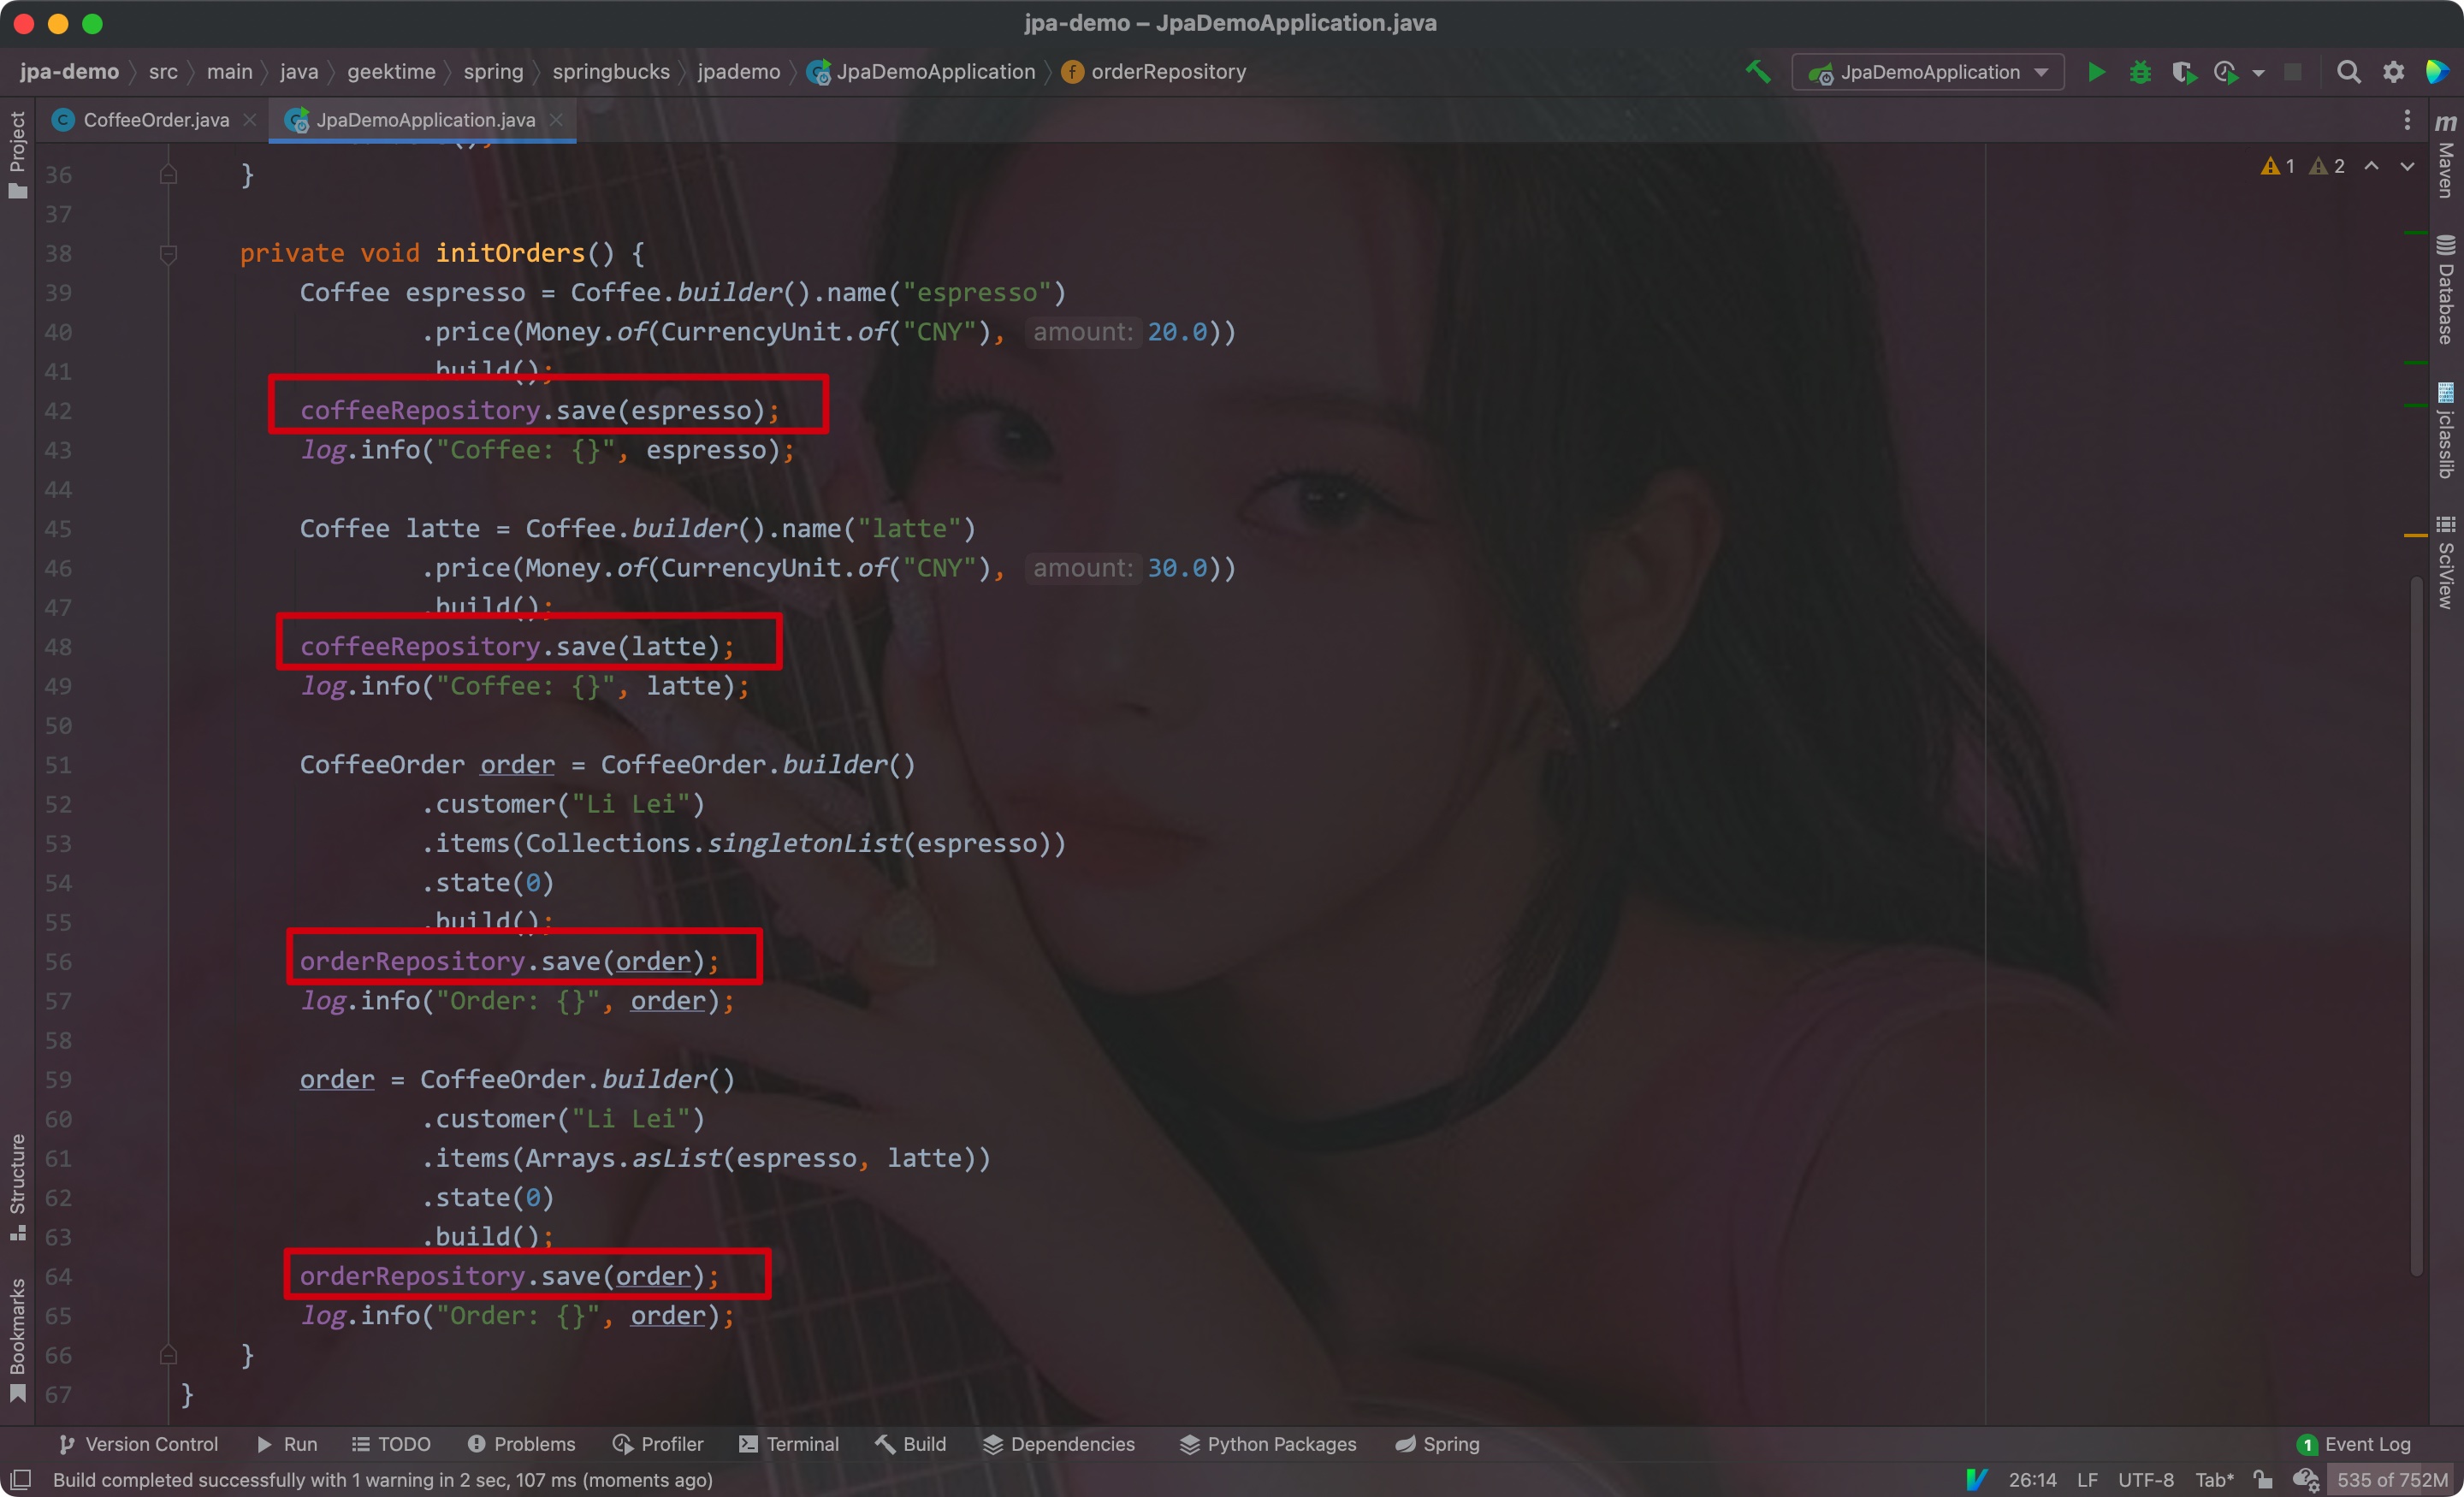 jpa-demo – JpaDemoApplication.java
jpa-demo src main java geektime spring springbucks jpademo JpaDemoApplication orderRepository JpaDemoApplication
CoffeeOrder.java JpaDemoApplication.java
Project
Structure
Bookmarks
1 2
36 }
37
38 private void initOrders() {
39 Coffee espresso = Coffee.builder().name("espresso")
40 .price(Money.of(CurrencyUnit.of("CNY"), amount: 20.0))
41 .build();
42 coffeeRepository.save(espresso);
43 log.info("Coffee: {}", espresso);
44
45 Coffee latte = Coffee.builder().name("latte")
46 .price(Money.of(CurrencyUnit.of("CNY"), amount: 30.0))
47 .build();
48 coffeeRepository.save(latte);
49 log.info("Coffee: {}", latte);
50
51 CoffeeOrder order = CoffeeOrder.builder()
52 .customer("Li Lei")
53 .items(Collections.singletonList(espresso))
54 .state(0)
55 .build();
56 orderRepository.save(order);
57 log.info("Order: {}", order);
58
59 order = CoffeeOrder.builder()
60 .customer("Li Lei")
61 .items(Arrays.asList(espresso, latte))
62 .state(0)
63 .build();
64 orderRepository.save(order);
65 log.info("Order: {}", order);
66 }
67 }
m Maven
Database
jclasslib
SciView
Version Control Run TODO Problems Profiler Terminal Build Dependencies Python Packages Spring 1 Event Log
Build completed successfully with 1 warning in 2 sec, 107 ms (moments ago) 26:14 LF UTF-8 Tab* 535 of 752M